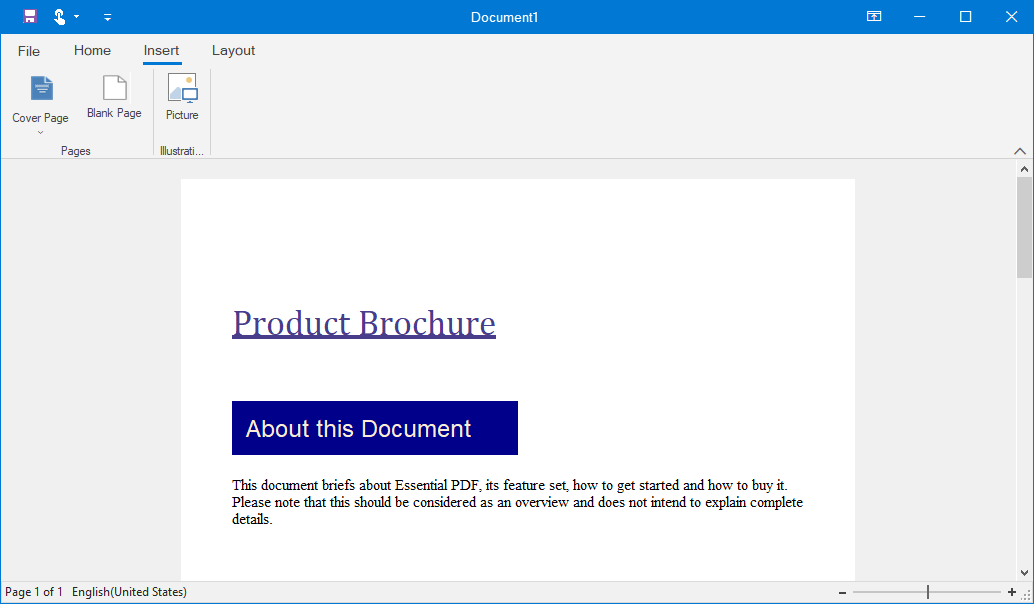 Document1
File Home Insert Layout
Cover Page Blank Page Picture
Pages Illustrati...
Product Brochure
About this Document
This document briefs about Essential PDF, its feature set, how to get started and how to buy it.
Please note that this should be considered as an overview and does not intend to explain complete
details.
Page 1 of 1 English(United States)